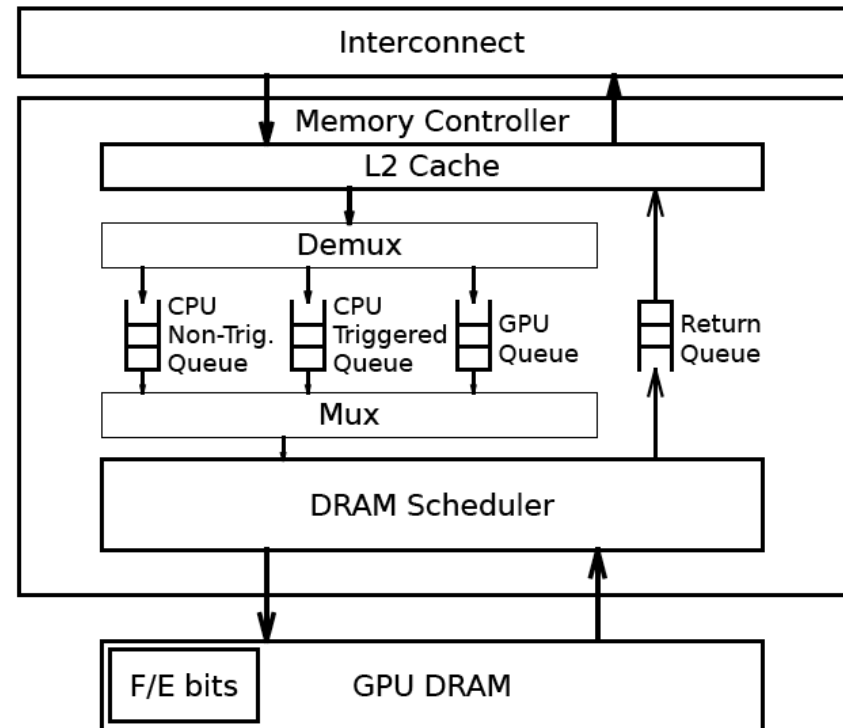 Interconnect
Memory Controller
L2 Cache
Demux
CPU
Non-Trig.
Queue
CPU
Triggered
Queue
GPU
Queue
Return
Queue
Mux
DRAM Scheduler
F/E bits
GPU DRAM